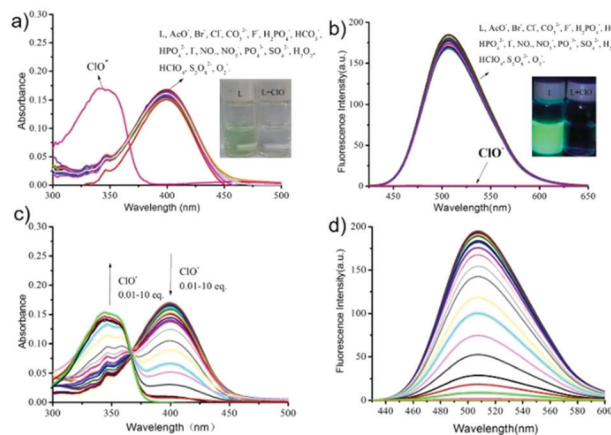 a)
L, AcO⁻, Br⁻, Cl⁻, CO₃²⁻, F⁻, H₂PO₄⁻, HCO₃⁻,
HPO₄²⁻, I⁻, NO₂⁻, NO₃⁻, PO₄³⁻, SO₄²⁻, H₂O₂,
HClO₄, S₂O₈²⁻, O₂⁻.
ClO⁻
L L+ClO⁻
Absorbance
0.30
0.25
0.20
0.15
0.10
0.05
0.00
300 350 400 450 500
Wavelength (nm)
b)
L, AcO⁻, Br⁻, Cl⁻, CO₃²⁻, F⁻, H₂PO₄⁻, H
HPO₄²⁻, I⁻, NO₂⁻, NO₃⁻, PO₄³⁻, SO₄²⁻, H₂
HClO₄, S₂O₈²⁻, O₂⁻.
L L+ClO⁻
ClO⁻
Fluorescence Intensity(a.u.)
200
150
100
50
0
450 500 550 600 650
Wavelength(nm)
c)
ClO⁻
0.01-10 eq.
ClO⁻
0.01-10 eq.
Absorbance
0.30
0.25
0.20
0.15
0.10
0.05
0.00
300 350 400 450 500
Wavelength (nm)
d)
Fluorescence Intensity(a.u.)
200
150
100
50
0
440 460 480 500 520 540 560 580 600
Wavelength(nm)